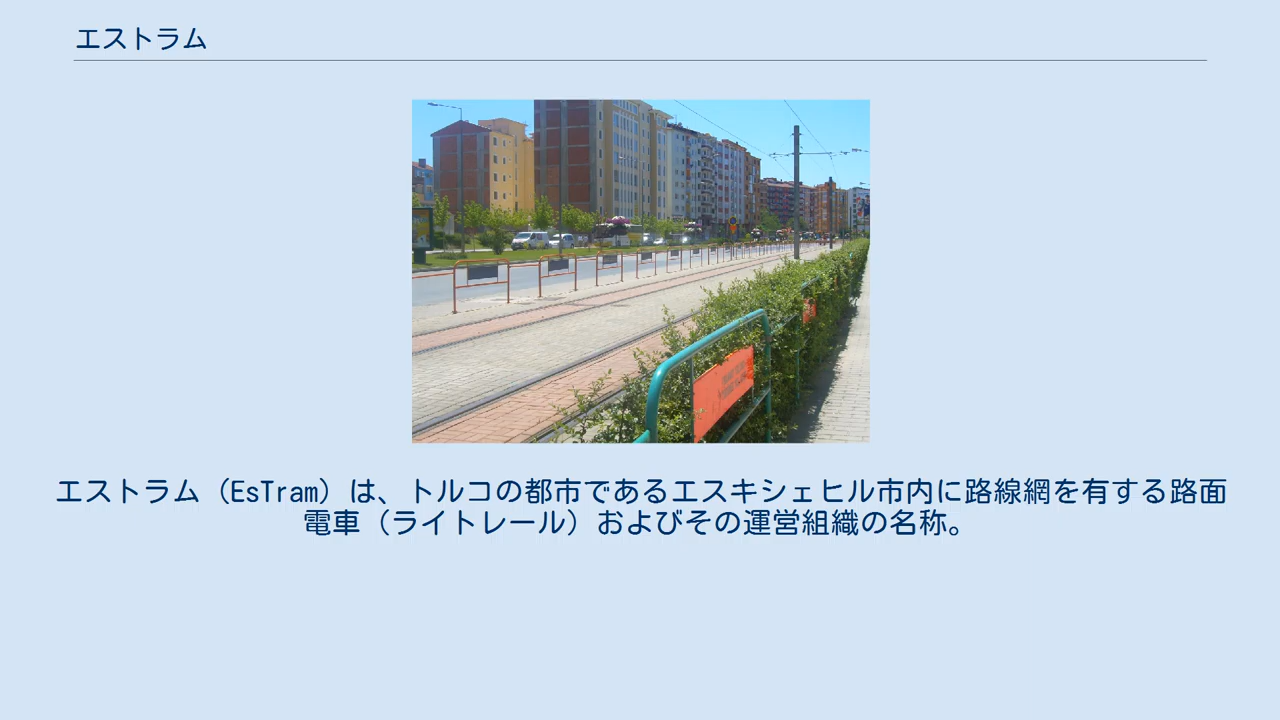 エストラム
エストラム（EsTram）は、トルコの都市であるエスキシェヒル市内に路線網を有する路面
電車（ライトレール）およびその運営組織の名称。